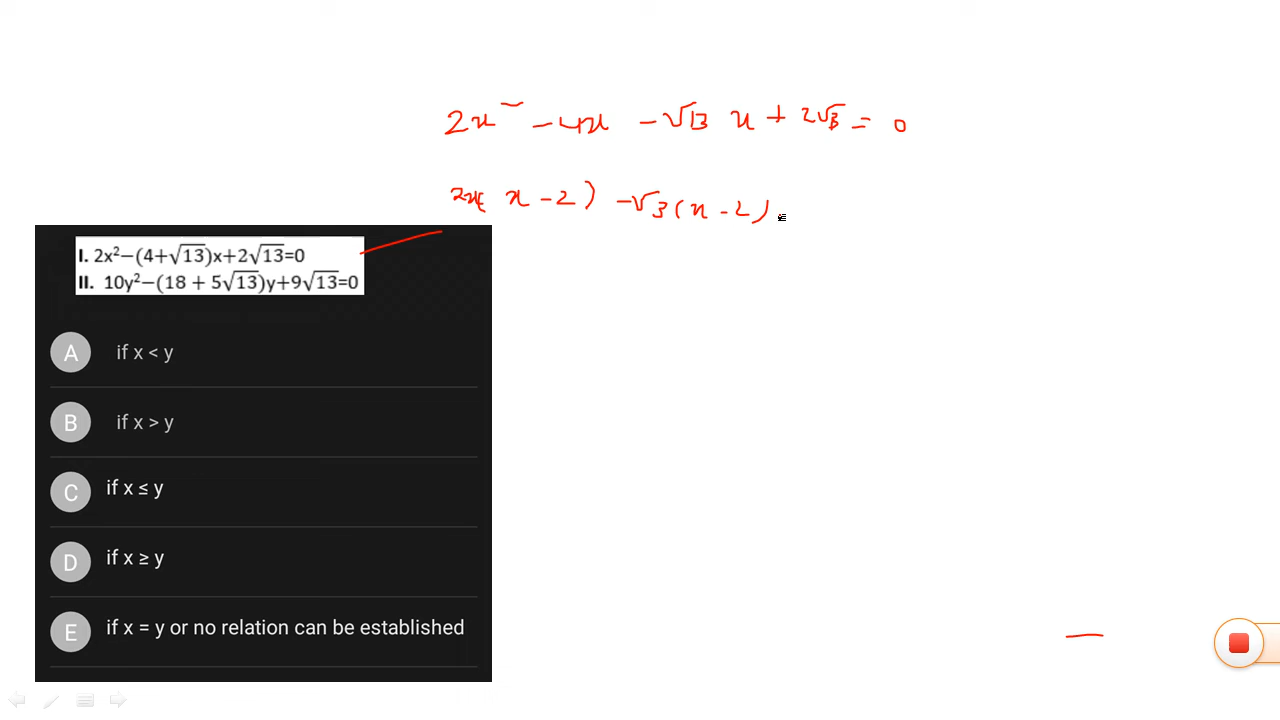 2x² - 4x - √13 x + 2√3 = 0
2x( x - 2) - √3 (x - 2)
I. 2x²−(4+√13)x+2√13=0
II. 10y²−(18 + 5√13)y+9√13=0
A if x < y
B if x > y
C if x ≤ y
D if x ≥ y
E if x = y or no relation can be established